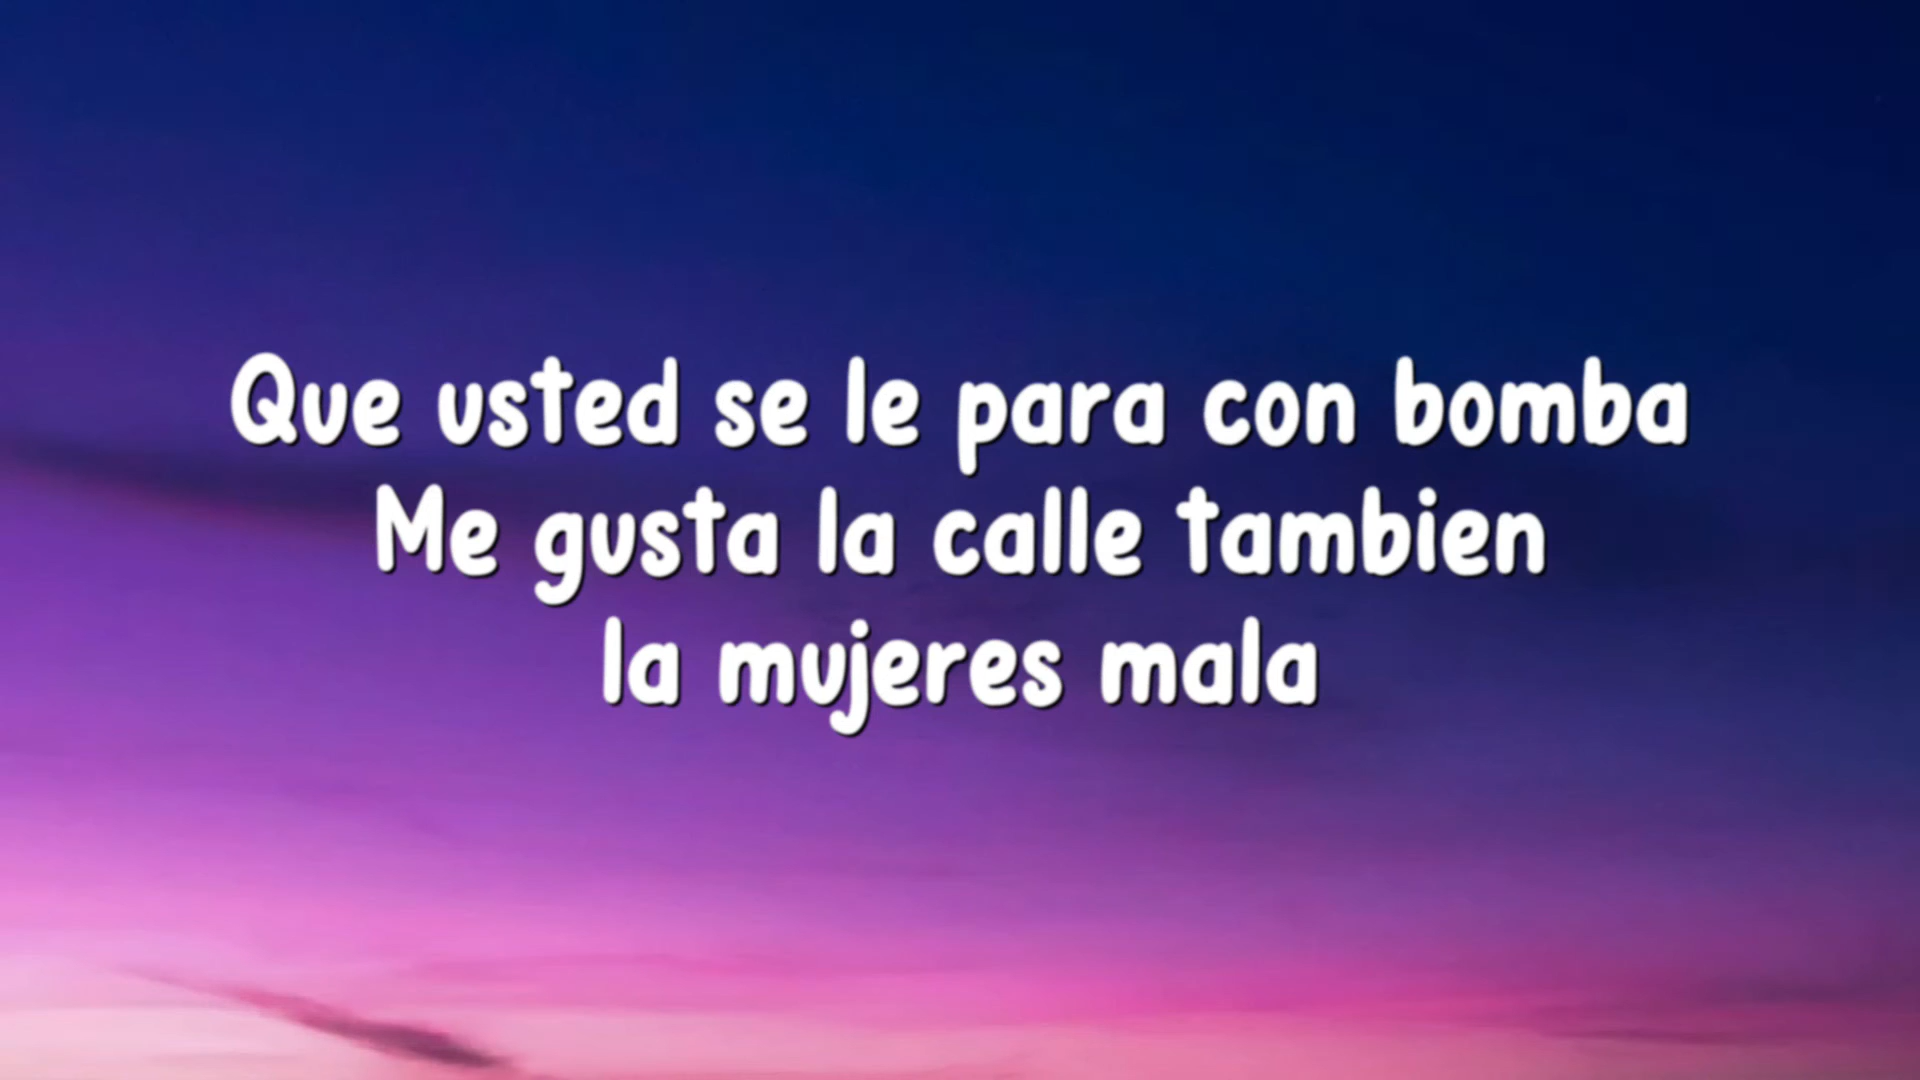 Que usted se le para con bomba
Me gusta la calle tambien
la mujeres mala